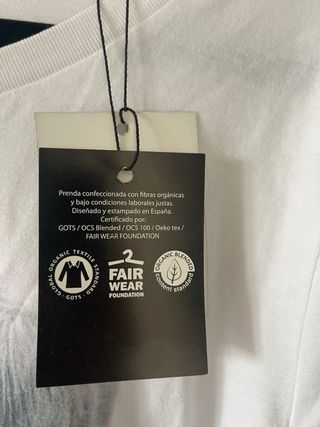 Prenda confeccionada con fibras orgánicas
y bajo condiciones laborales justas.
Diseñado y estampado en España.
Certificado por:
GOTS / OCS Blended / OCS 100 / Oeko tex /
FAIR WEAR FOUNDATION
GLOBAL ORGANIC TEXTILE STANDARD
· GOTS ·
FAIR
WEAR
FOUNDATION
ORGANIC BLENDED
content standard